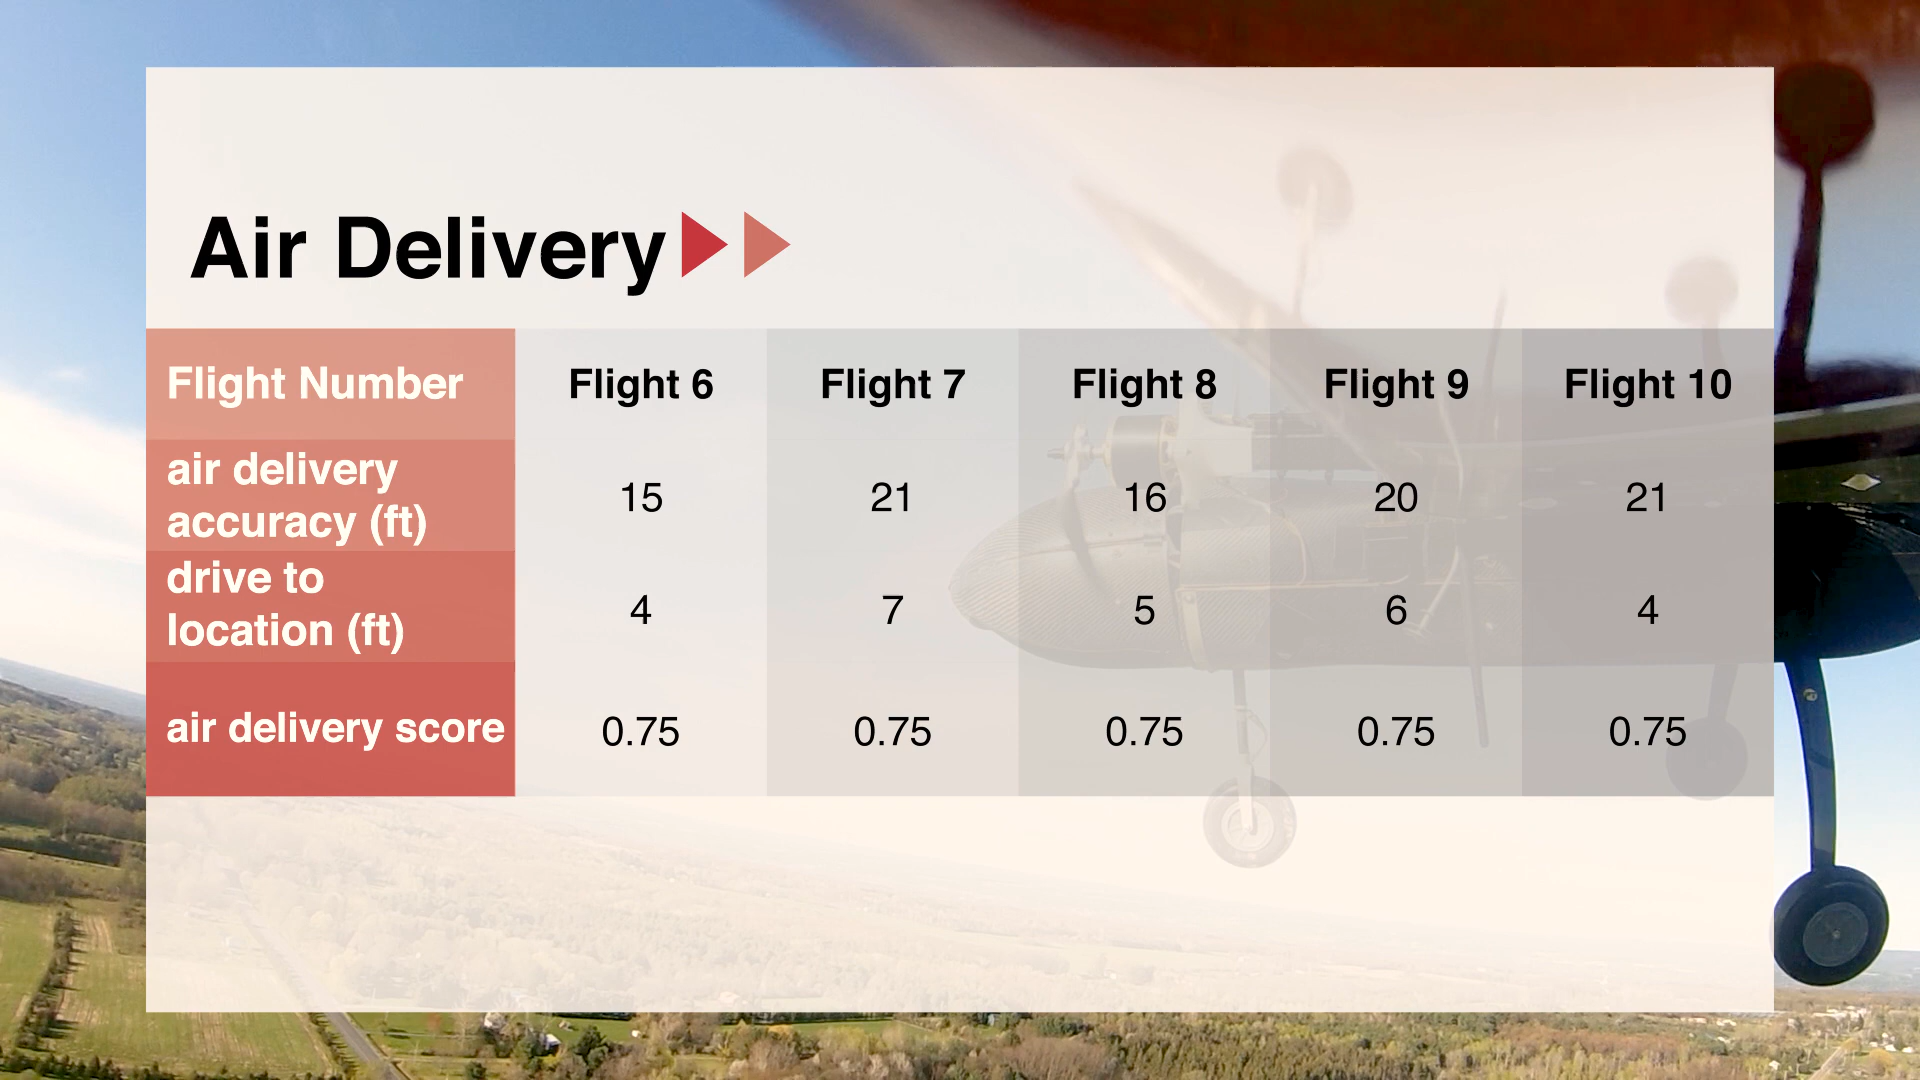 Air Delivery
Flight Number Flight 6 Flight 7 Flight 8 Flight 9 Flight 10
air delivery
accuracy (ft) 15 21 16 20 21
drive to
location (ft) 4 7 5 6 4
air delivery score 0.75 0.75 0.75 0.75 0.75